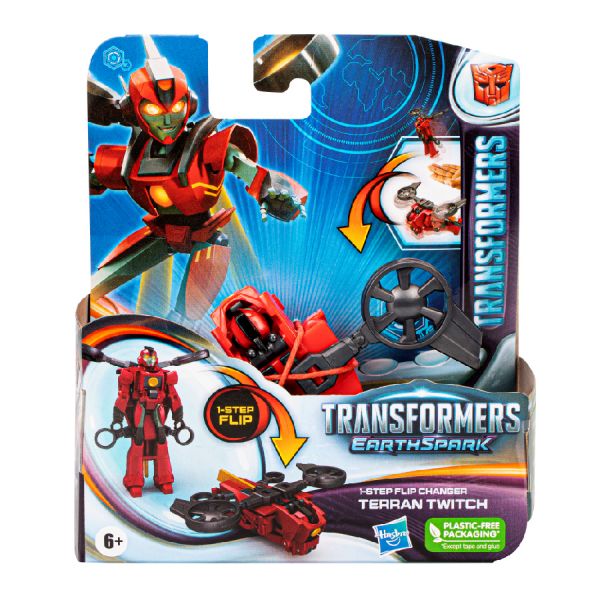 TRANSFORMERS
1-STEP
FLIP
TRANSFORMERS
EARTHSPARK
1-STEP FLIP CHANGER
TERRAN TWITCH
6+
Hasbro
PLASTIC-FREE
PACKAGING*
*Except tape and glue